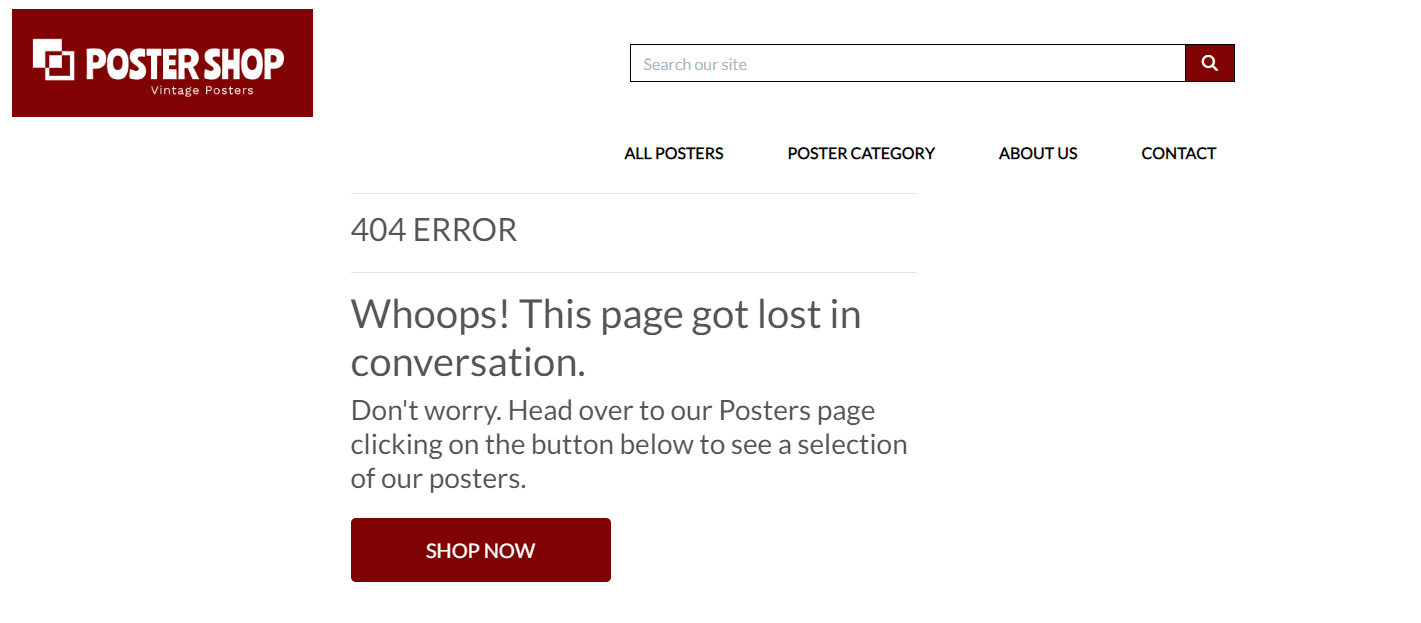 POSTER SHOP
Vintage Posters
Search our site
ALL POSTERS POSTER CATEGORY ABOUT US CONTACT
404 ERROR
Whoops! This page got lost in
conversation.
Don't worry. Head over to our Posters page
clicking on the button below to see a selection
of our posters.
SHOP NOW